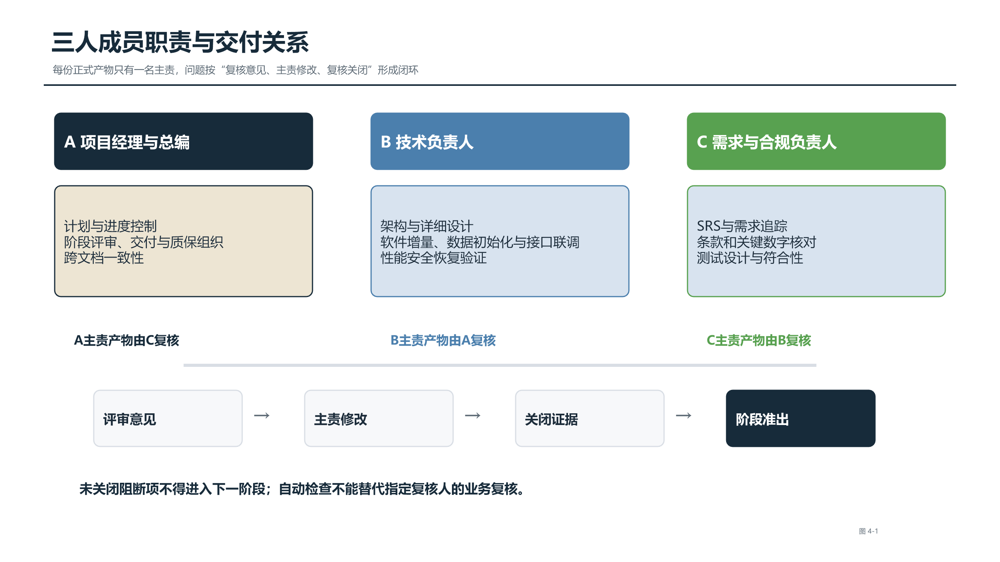 三人成员职责与交付关系
每份正式产物只有一名主责，问题按“复核意见、主责修改、复核关闭”形成闭环
A 项目经理与总编
B 技术负责人
C 需求与合规负责人
计划与进度控制
阶段评审、交付与质保组织
跨文档一致性
架构与详细设计
软件增量、数据初始化与接口联调
性能安全恢复验证
SRS与需求追踪
条款和关键数字核对
测试设计与符合性
A主责产物由C复核
B主责产物由A复核
C主责产物由B复核
评审意见 → 主责修改 → 关闭证据 → 阶段准出
未关闭阻断项不得进入下一阶段；自动检查不能替代指定复核人的业务复核。
图 4-1